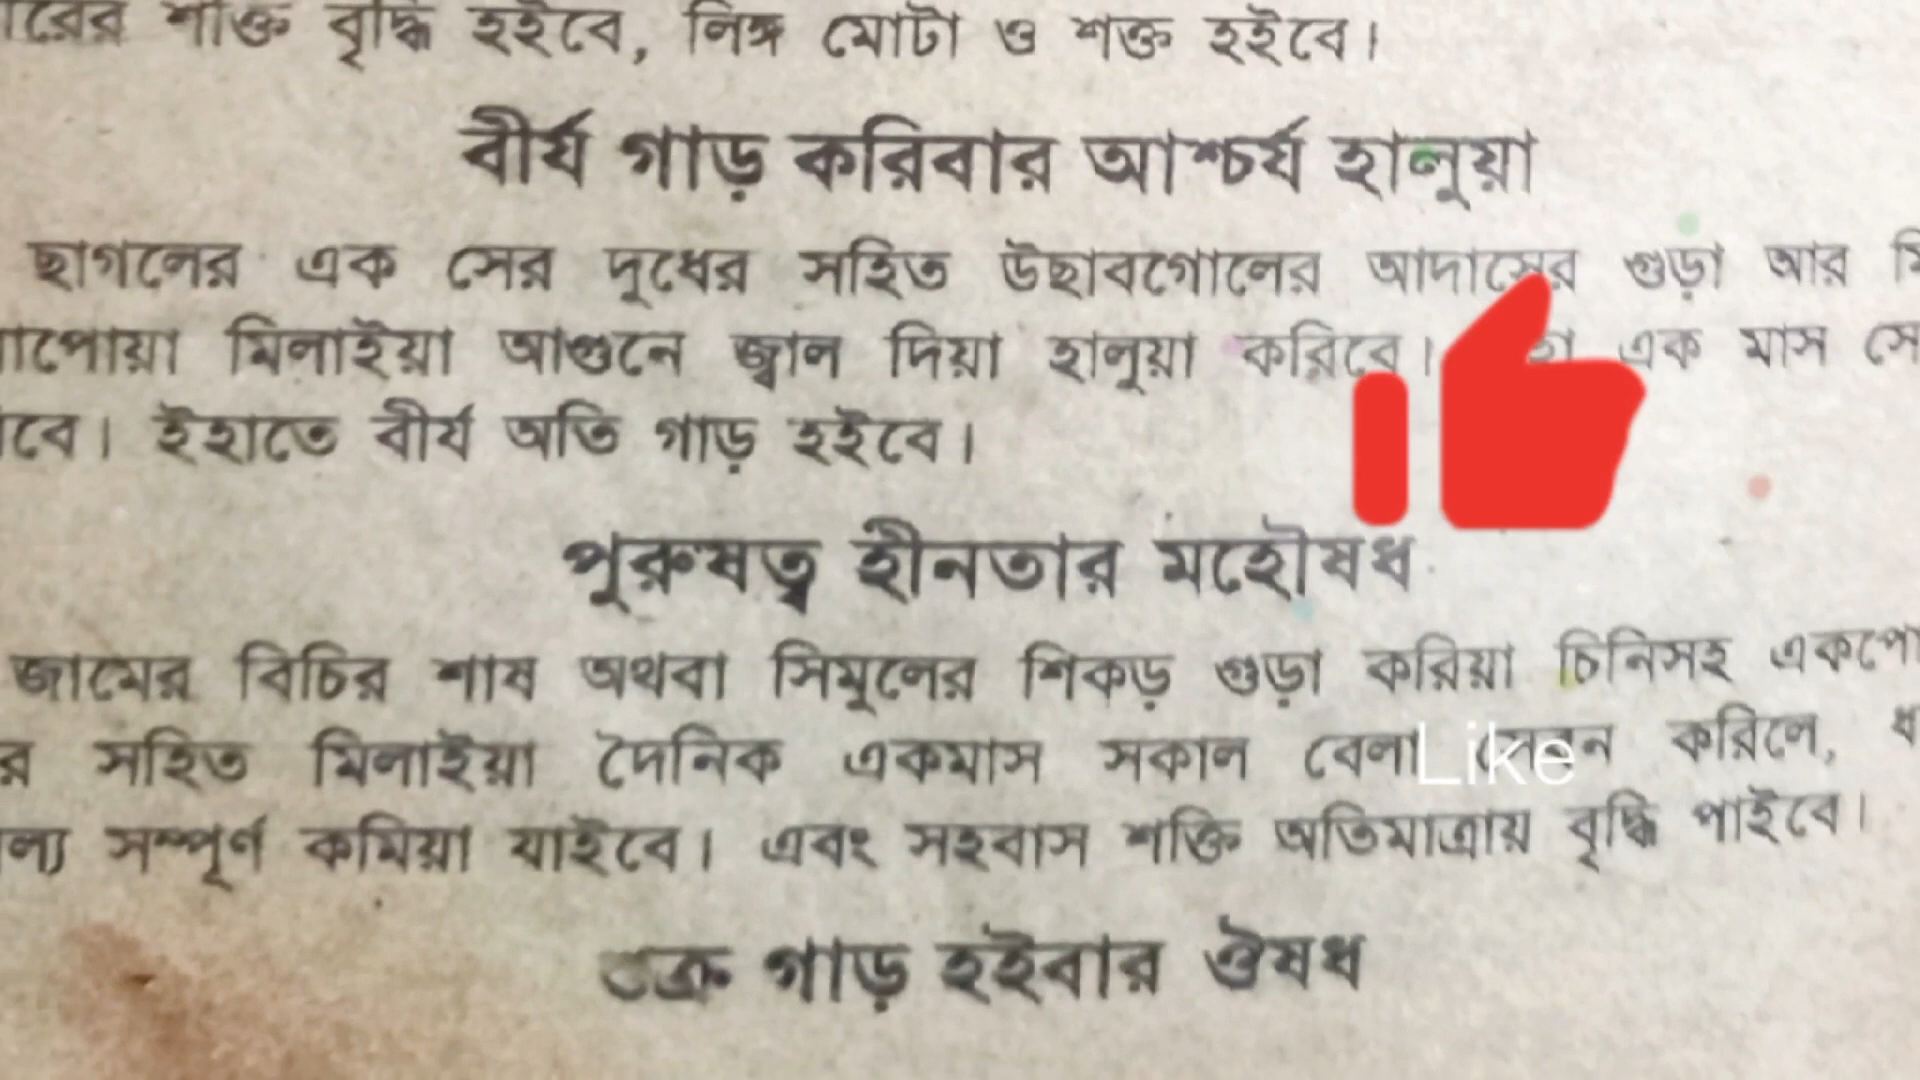 শক্তি বৃদ্ধি হইবে, লিঙ্গ মোটা ও শক্ত হইবে।
বীর্য গাড় করিবার আশ্চর্য হালুয়া
ছাগলের এক সের দুধের সহিত উছাবগোলের আদাসের গুড়া আর
মিলাইয়া আগুনে জ্বাল দিয়া হালুয়া করিবে। এক মাস
ইহাতে বীর্য অতি গাড় হইবে।
পুরুষত্ব হীনতার মহৌষধ
জামের বিচির শাষ অথবা সিমুলের শিকড় গুড়া করিয়া চিনিসহ
সহিত মিলাইয়া দৈনিক একমাস সকাল বেলা সেবন করিলে,
Like
সম্পূর্ণ কমিয়া যাইবে। এবং সহবাস শক্তি অতিমাত্রায় বৃদ্ধি পাইবে।
গাড় হইবার ঔষধ